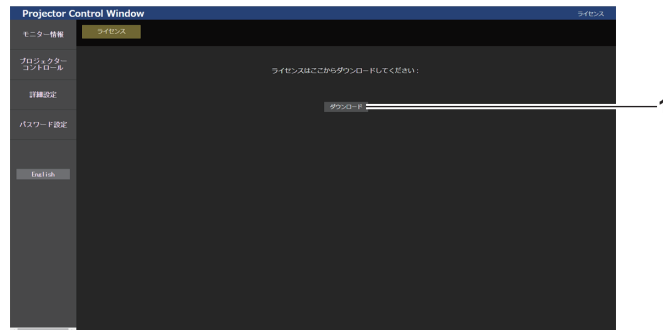 Projector Control Window
ライセンス
モニター情報
ライセンス
プロジェクター
コントロール
ライセンスはここからダウンロードしてください：
詳細設定
ダウンロード
1
パスワード設定
English